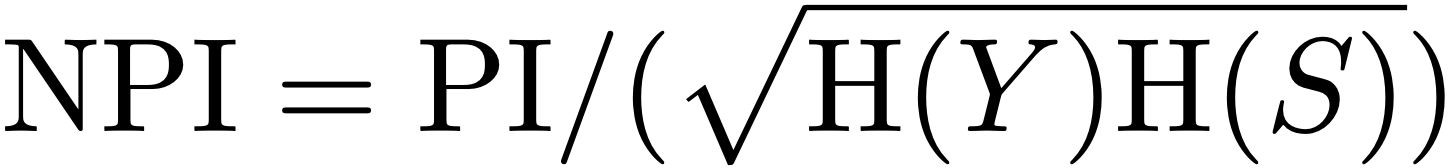 NPI = PI/(√H(Y)H(S))